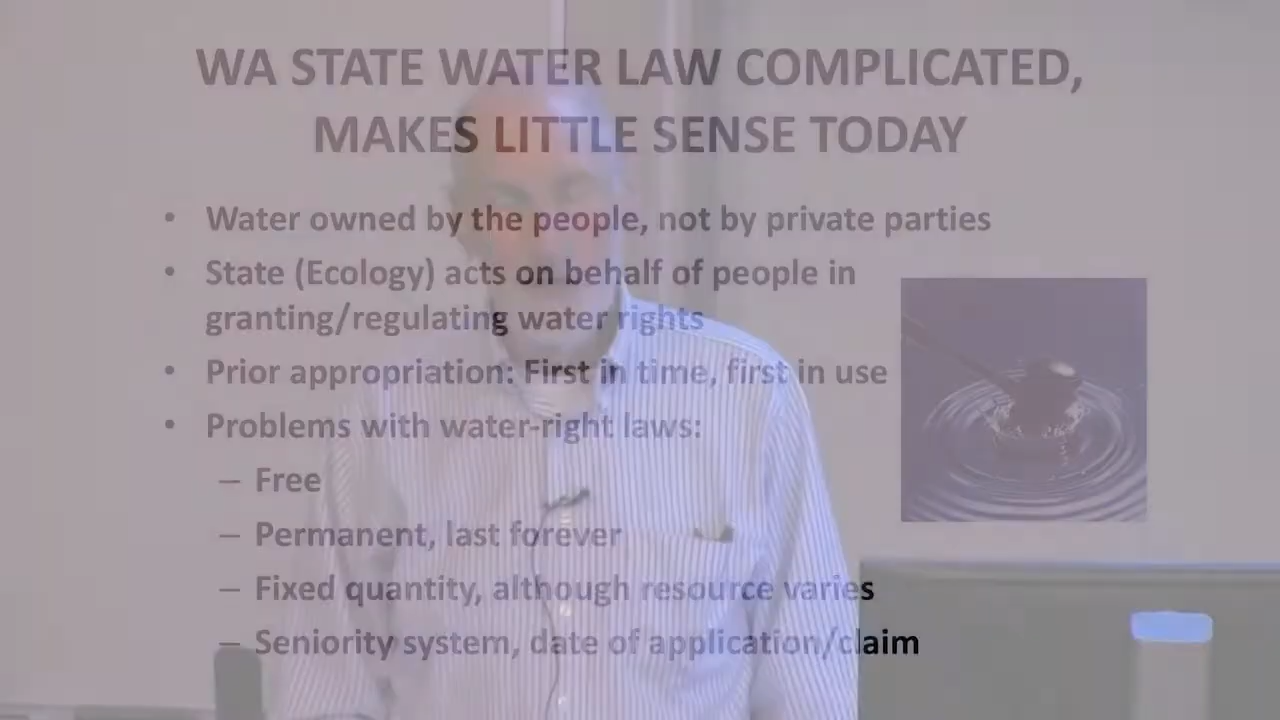 WA STATE WATER LAW COMPLICATED,
MAKES LITTLE SENSE TODAY
• Water owned by the people, not by private parties
• State (Ecology) acts on behalf of people in
granting/regulating water rights
• Prior appropriation: First in time, first in use
• Problems with water-right laws:
– Free
– Permanent, last forever
– Fixed quantity, although resource varies
– Seniority system, date of application/claim